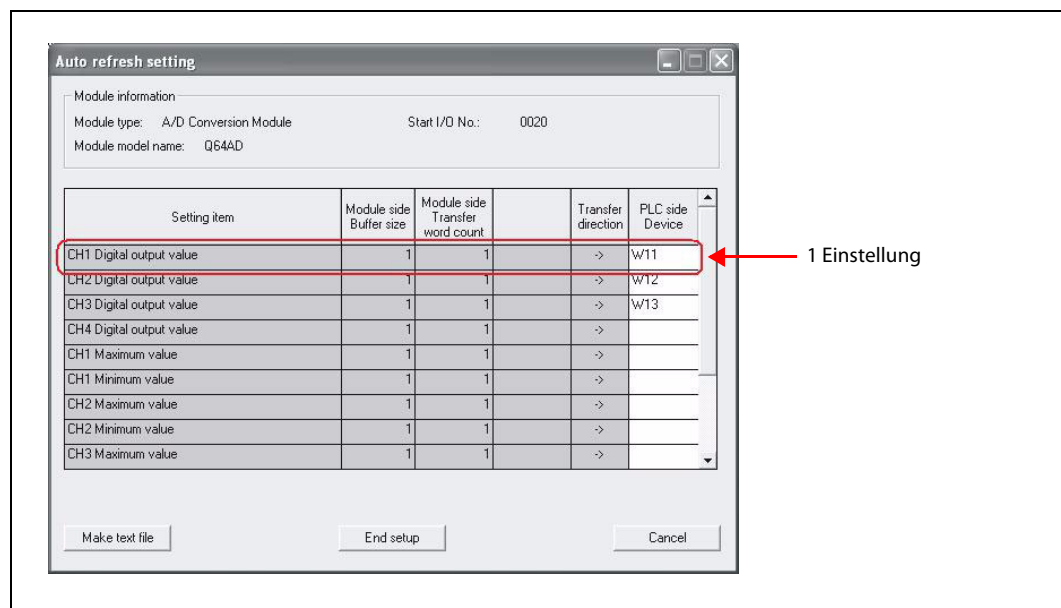 Auto refresh setting
Module information
Module type: A/D Conversion Module Start I/O No.: 0020
Module model name: Q64AD
Setting item Module side Buffer size Module side Transfer word count Transfer direction PLC side Device
CH1 Digital output value 1 1 -> W11
1 Einstellung
CH2 Digital output value 1 1 -> W12
CH3 Digital output value 1 1 -> W13
CH4 Digital output value 1 1 ->
CH1 Maximum value 1 1 ->
CH1 Minimum value 1 1 ->
CH2 Maximum value 1 1 ->
CH2 Minimum value 1 1 ->
CH3 Maximum value 1 1 ->
Make text file End setup Cancel